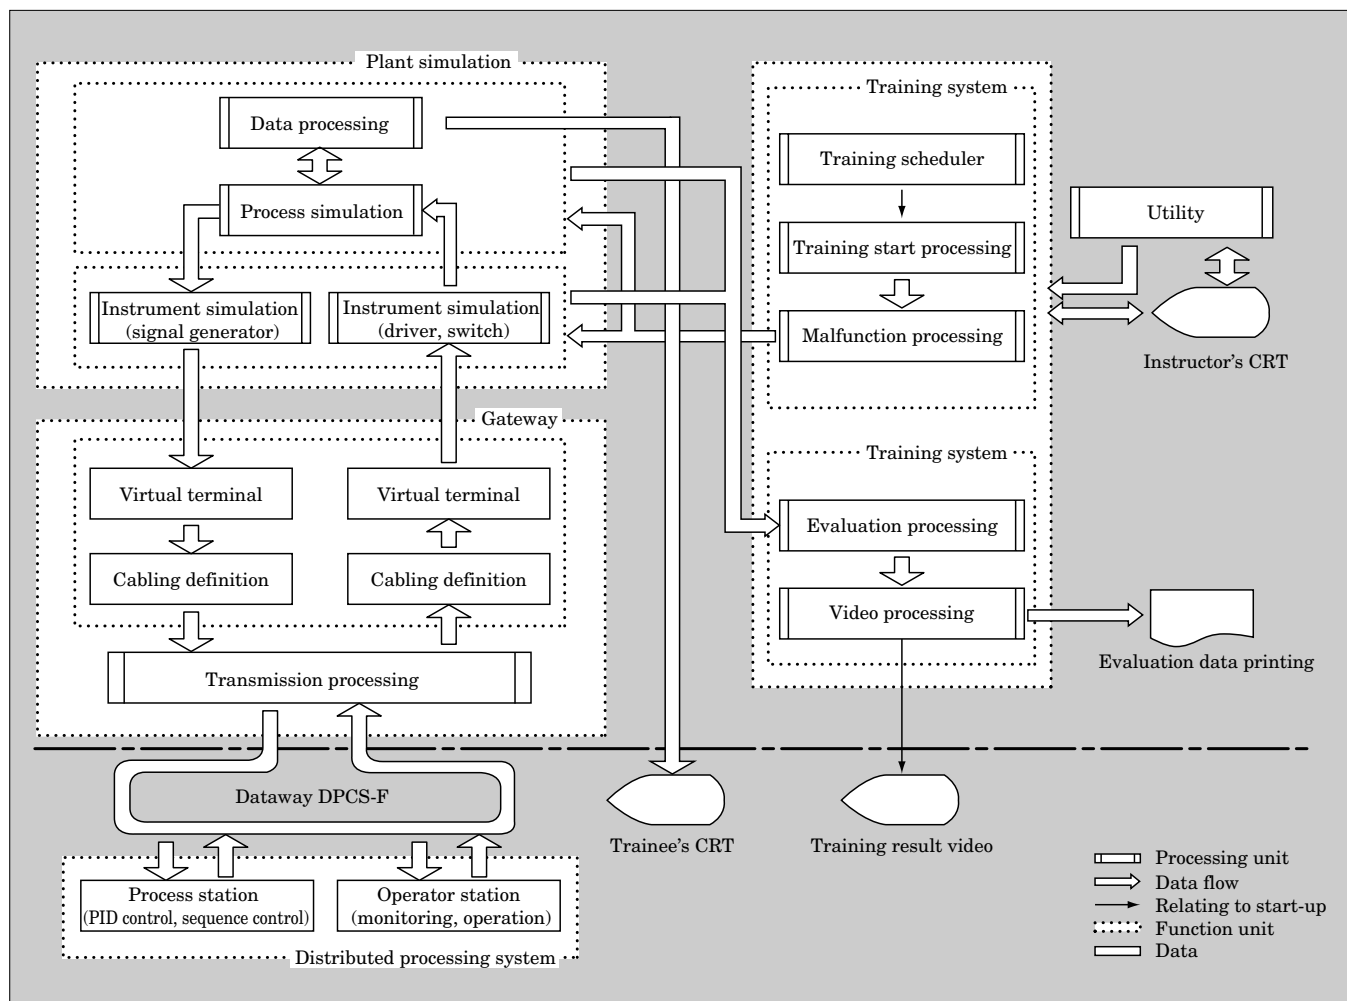 Plant simulation
Data processing
Process simulation
Instrument simulation
(signal generator)
Instrument simulation
(driver, switch)
Gateway
Virtual terminal
Virtual terminal
Cabling definition
Cabling definition
Transmission processing
Dataway DPCS-F
Process station
(PID control, sequence control)
Operator station
(monitoring, operation)
Distributed processing system
Training system
Training scheduler
Training start processing
Malfunction processing
Training system
Evaluation processing
Video processing
Utility
Instructor's CRT
Evaluation data printing
Trainee's CRT
Training result video
Processing unit
Data flow
Relating to start-up
Function unit
Data